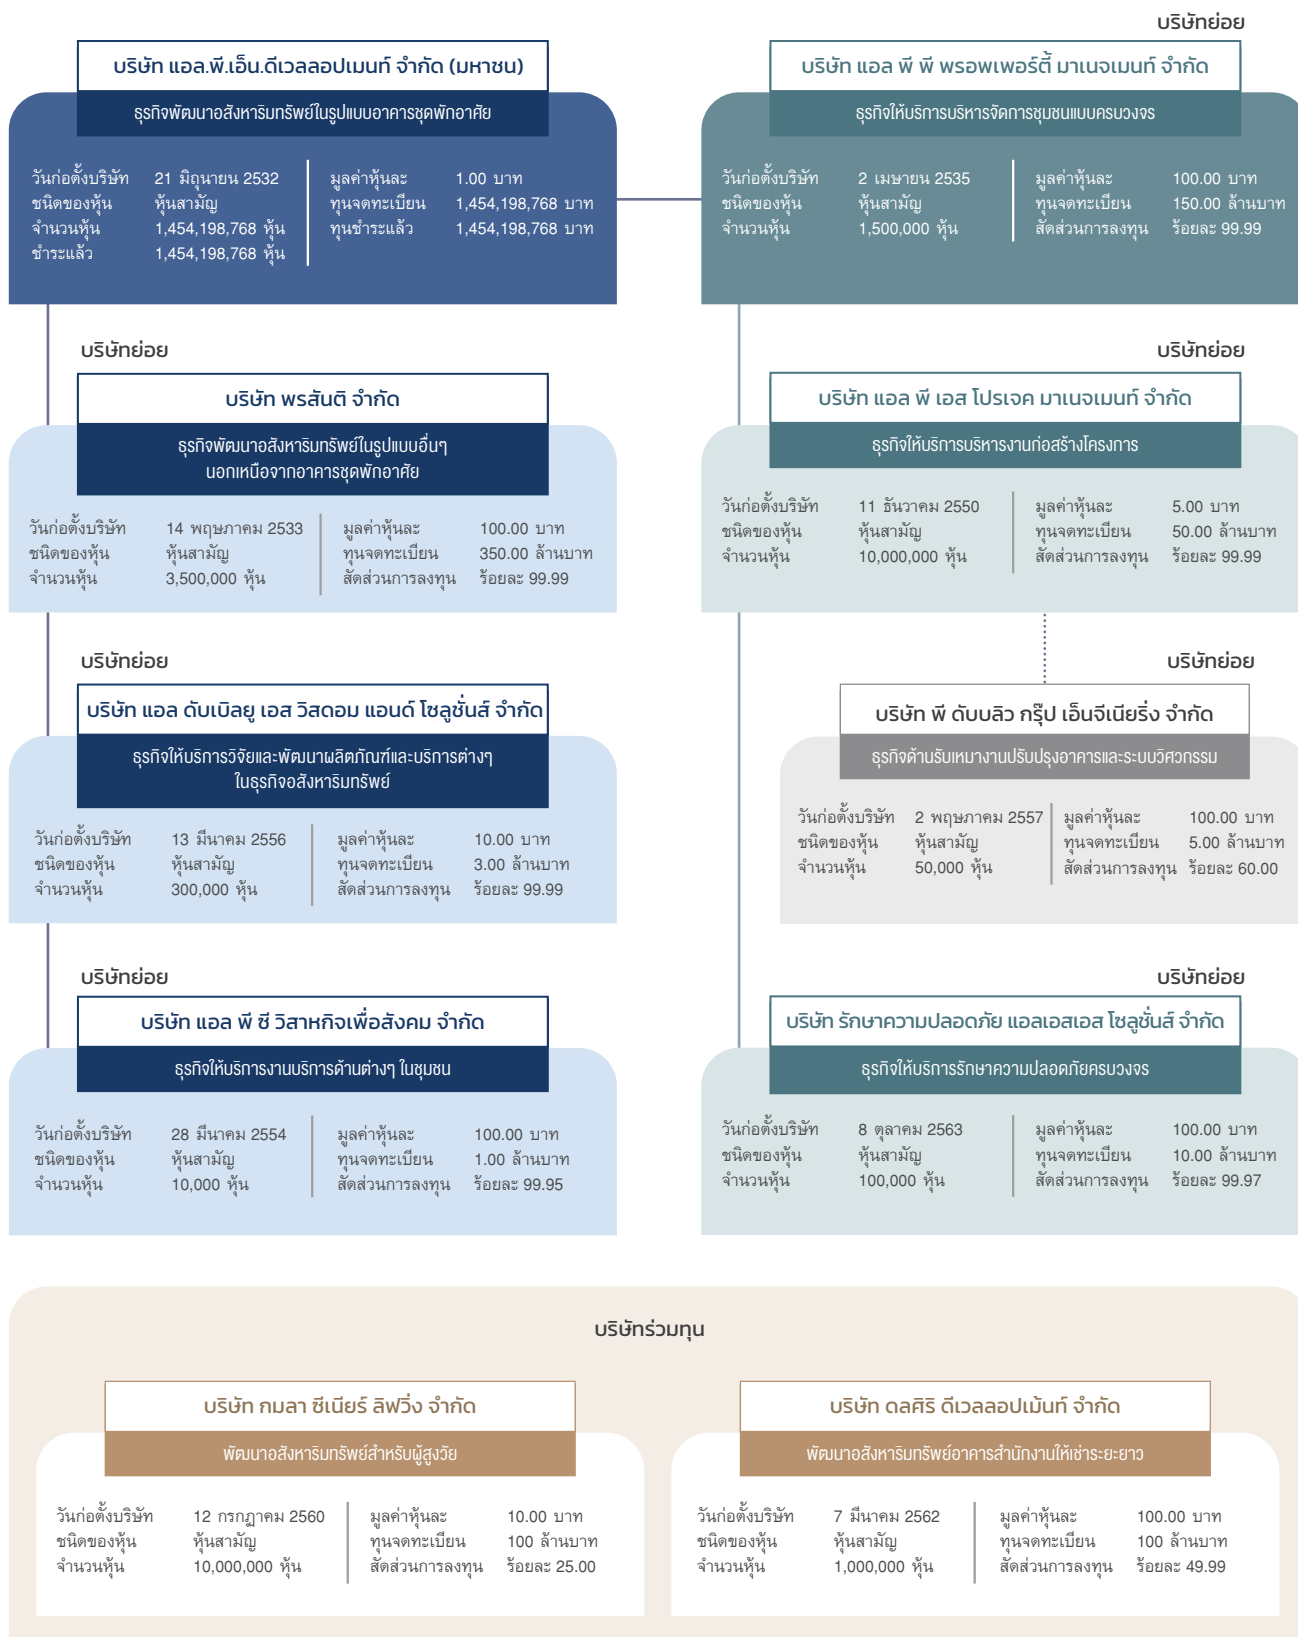 บริษัท แอล.พี.เอ็น.ดีเวลลอปเมนท์ จำกัด (มหาชน)
ธุรกิจพัฒนาอสังหาริมทรัพย์ในรูปแบบอาคารชุดพักอาศัย
วันก่อตั้งบริษัท 21 มิถุนายน 2532 มูลค่าหุ้นละ 1.00 บาท
ชนิดของหุ้น หุ้นสามัญ ทุนจดทะเบียน 1,454,198,768 บาท
จำนวนหุ้น 1,454,198,768 หุ้น ทุนชำระแล้ว 1,454,198,768 บาท
ชำระแล้ว 1,454,198,768 หุ้น
บริษัทย่อย
บริษัท แอล พี พี พรอพเพอร์ตี้ มาเนจเมนท์ จำกัด
ธุรกิจให้บริการบริหารจัดการชุมชนแบบครบวงจร
วันก่อตั้งบริษัท 2 เมษายน 2535 มูลค่าหุ้นละ 100.00 บาท
ชนิดของหุ้น หุ้นสามัญ ทุนจดทะเบียน 150.00 ล้านบาท
จำนวนหุ้น 1,500,000 หุ้น สัดส่วนการลงทุน ร้อยละ 99.99
บริษัทย่อย
บริษัท พรสันติ จำกัด
ธุรกิจพัฒนาอสังหาริมทรัพย์ในรูปแบบอื่นๆ
นอกเหนือจากอาคารชุดพักอาศัย
วันก่อตั้งบริษัท 14 พฤษภาคม 2533 มูลค่าหุ้นละ 100.00 บาท
ชนิดของหุ้น หุ้นสามัญ ทุนจดทะเบียน 350.00 ล้านบาท
จำนวนหุ้น 3,500,000 หุ้น สัดส่วนการลงทุน ร้อยละ 99.99
บริษัทย่อย
บริษัท แอล พี เอส โปรเจค มาเนจเมนท์ จำกัด
ธุรกิจให้บริการบริหารงานก่อสร้างโครงการ
วันก่อตั้งบริษัท 11 ธันวาคม 2550 มูลค่าหุ้นละ 5.00 บาท
ชนิดของหุ้น หุ้นสามัญ ทุนจดทะเบียน 50.00 ล้านบาท
จำนวนหุ้น 10,000,000 หุ้น สัดส่วนการลงทุน ร้อยละ 99.99
บริษัทย่อย
บริษัท แอล ดับเบิลยู เอส วิสดอม แอนด์ โซลูชั่นส์ จำกัด
ธุรกิจให้บริการวิจัยและพัฒนาผลิตภัณฑ์และบริการต่างๆ
ในธุรกิจอสังหาริมทรัพย์
วันก่อตั้งบริษัท 13 มีนาคม 2556 มูลค่าหุ้นละ 10.00 บาท
ชนิดของหุ้น หุ้นสามัญ ทุนจดทะเบียน 3.00 ล้านบาท
จำนวนหุ้น 300,000 หุ้น สัดส่วนการลงทุน ร้อยละ 99.99
บริษัทย่อย
บริษัท พี ดับบลิว กรุ๊ป เอ็นจีเนียริ่ง จำกัด
ธุรกิจด้านรับเหมางานปรับปรุงอาคารและระบบวิศวกรรม
วันก่อตั้งบริษัท 2 พฤษภาคม 2557 มูลค่าหุ้นละ 100.00 บาท
ชนิดของหุ้น หุ้นสามัญ ทุนจดทะเบียน 5.00 ล้านบาท
จำนวนหุ้น 50,000 หุ้น สัดส่วนการลงทุน ร้อยละ 60.00
บริษัทย่อย
บริษัท แอล พี ซี วิสาหกิจเพื่อสังคม จำกัด
ธุรกิจให้บริการงานบริการด้านต่างๆ ในชุมชน
วันก่อตั้งบริษัท 28 มีนาคม 2554 มูลค่าหุ้นละ 100.00 บาท
ชนิดของหุ้น หุ้นสามัญ ทุนจดทะเบียน 1.00 ล้านบาท
จำนวนหุ้น 10,000 หุ้น สัดส่วนการลงทุน ร้อยละ 99.95
บริษัทย่อย
บริษัท รักษาความปลอดภัย แอลเอสเอส โซลูชั่นส์ จำกัด
ธุรกิจให้บริการรักษาความปลอดภัยครบวงจร
วันก่อตั้งบริษัท 8 ตุลาคม 2563 มูลค่าหุ้นละ 100.00 บาท
ชนิดของหุ้น หุ้นสามัญ ทุนจดทะเบียน 10.00 ล้านบาท
จำนวนหุ้น 100,000 หุ้น สัดส่วนการลงทุน ร้อยละ 99.97
บริษัทร่วมทุน
บริษัท กมลา ซีเนียร์ ลิฟวิ่ง จำกัด
พัฒนาอสังหาริมทรัพย์สำหรับผู้สูงวัย
วันก่อตั้งบริษัท 12 กรกฏาคม 2560 มูลค่าหุ้นละ 10.00 บาท
ชนิดของหุ้น หุ้นสามัญ ทุนจดทะเบียน 100 ล้านบาท
จำนวนหุ้น 10,000,000 หุ้น สัดส่วนการลงทุน ร้อยละ 25.00
บริษัท ดลศิริ ดีเวลลอปเม้นท์ จำกัด
พัฒนาอสังหาริมทรัพย์อาคารสำนักงานให้เช่าระยะยาว
วันก่อตั้งบริษัท 7 มีนาคม 2562 มูลค่าหุ้นละ 100.00 บาท
ชนิดของหุ้น หุ้นสามัญ ทุนจดทะเบียน 100 ล้านบาท
จำนวนหุ้น 1,000,000 หุ้น สัดส่วนการลงทุน ร้อยละ 49.99